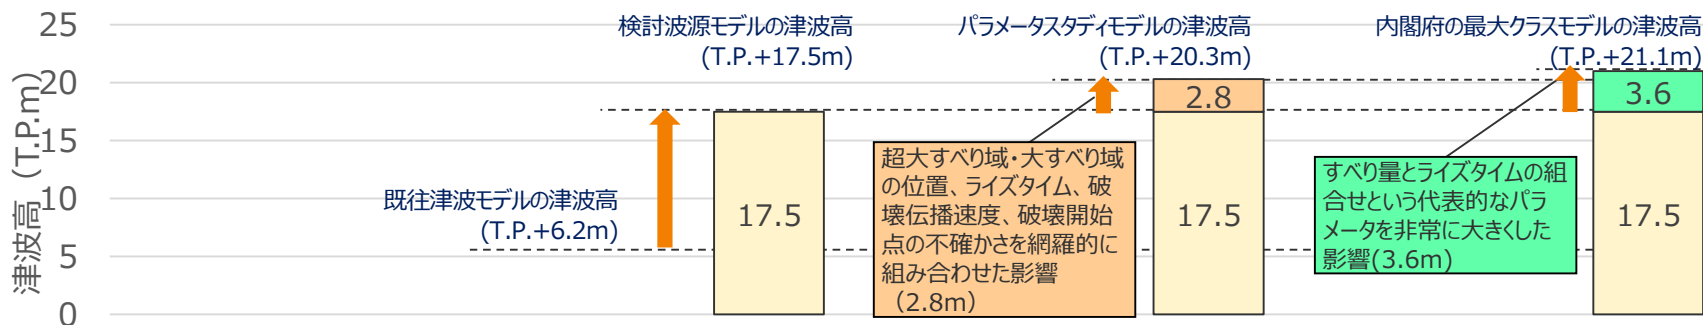 25
20
15
10
5
0
津波高（T.P.m）
検討波源モデルの津波高
(T.P.+17.5m)
パラメータスタディモデルの津波高
(T.P.+20.3m)
内閣府の最大クラスモデルの津波高
(T.P.+21.1m)
既往津波モデルの津波高
(T.P.+6.2m)
17.5
超大すべり域・大すべり域
の位置、ライズタイム、破
壊伝播速度、破壊開始
点の不確かさを網羅的に
組み合わせた影響
（2.8m）
2.8
17.5
すべり量とライズタイムの組
合せという代表的なパラ
メータを非常に大きくした
影響(3.6m)
3.6
17.5